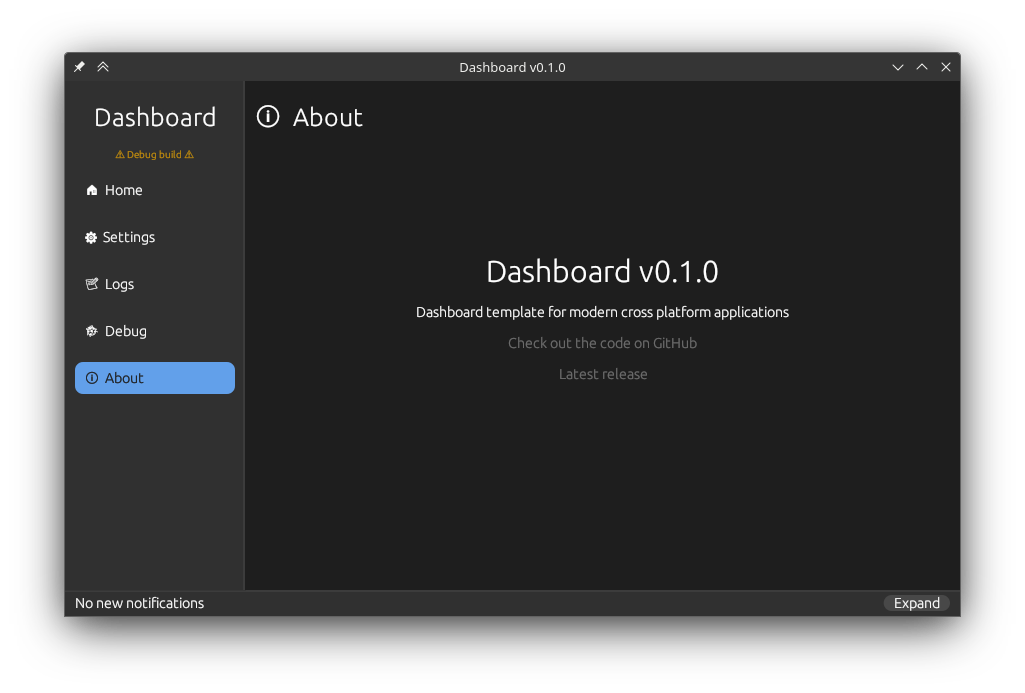 Dashboard v0.1.0
Dashboard
⚠ Debug build ⚠
Home
Settings
Logs
Debug
About
About
Dashboard v0.1.0
Dashboard template for modern cross platform applications
Check out the code on GitHub
Latest release
No new notifications
Expand